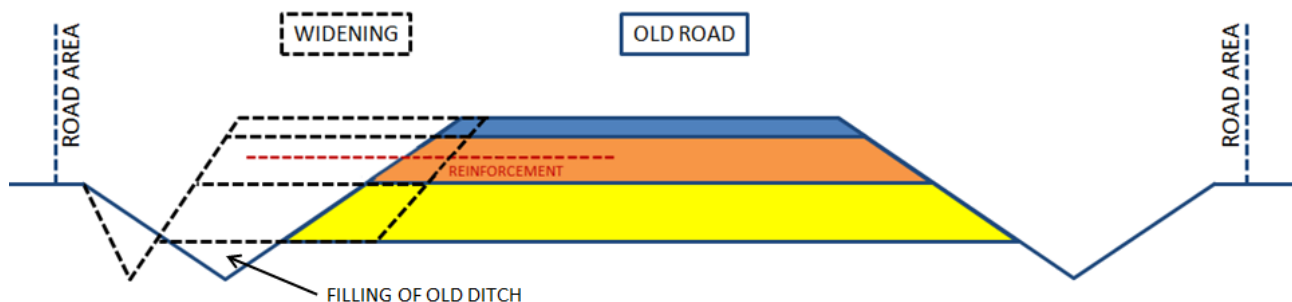 WIDENING
OLD ROAD
ROAD AREA
ROAD AREA
REINFORCEMENT
FILLING OF OLD DITCH